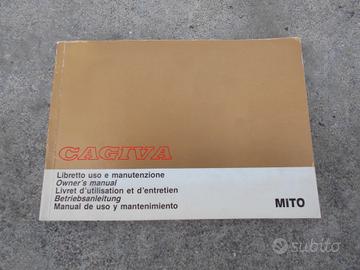 CAGIVA
Libretto uso e manutenzione
Owner's manual
Livret d'utilisation et d'entretien
Betriebsanleitung
Manual de uso y mantenimiento
MITO
subito